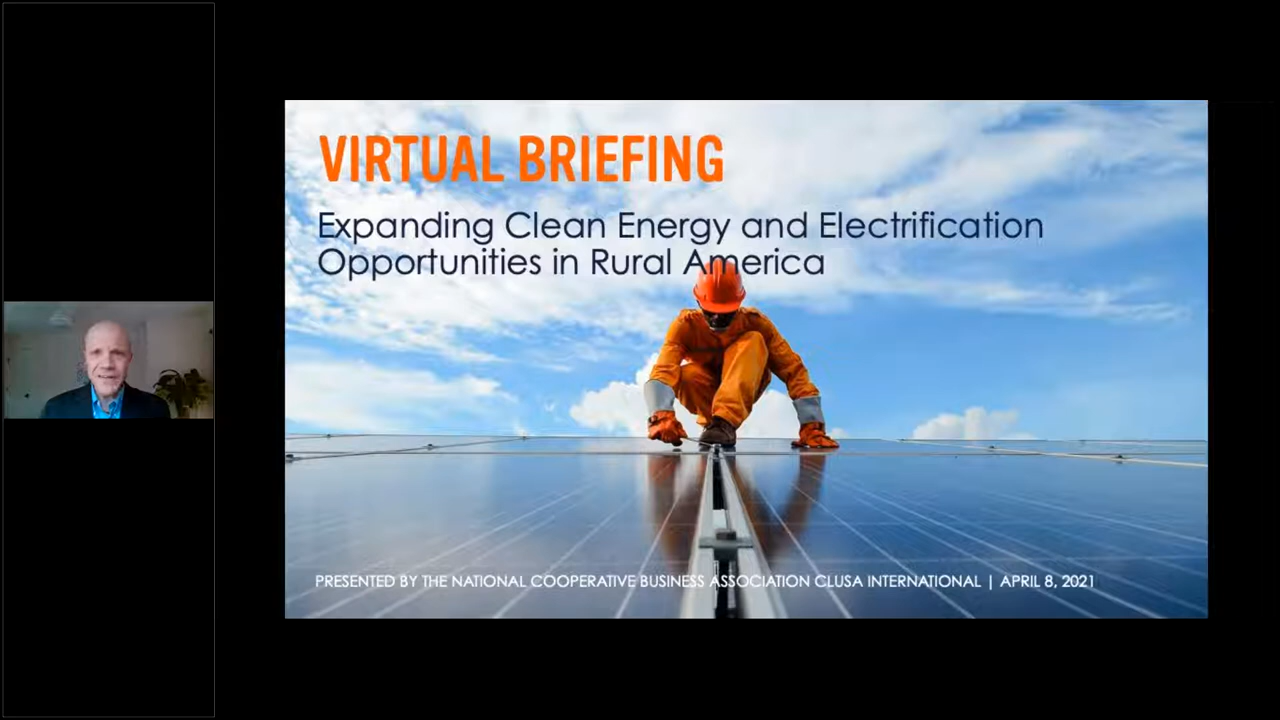 VIRTUAL BRIEFING
Expanding Clean Energy and Electrification
Opportunities in Rural America
PRESENTED BY THE NATIONAL COOPERATIVE BUSINESS ASSOCIATION CLUSA INTERNATIONAL | APRIL 8, 2021